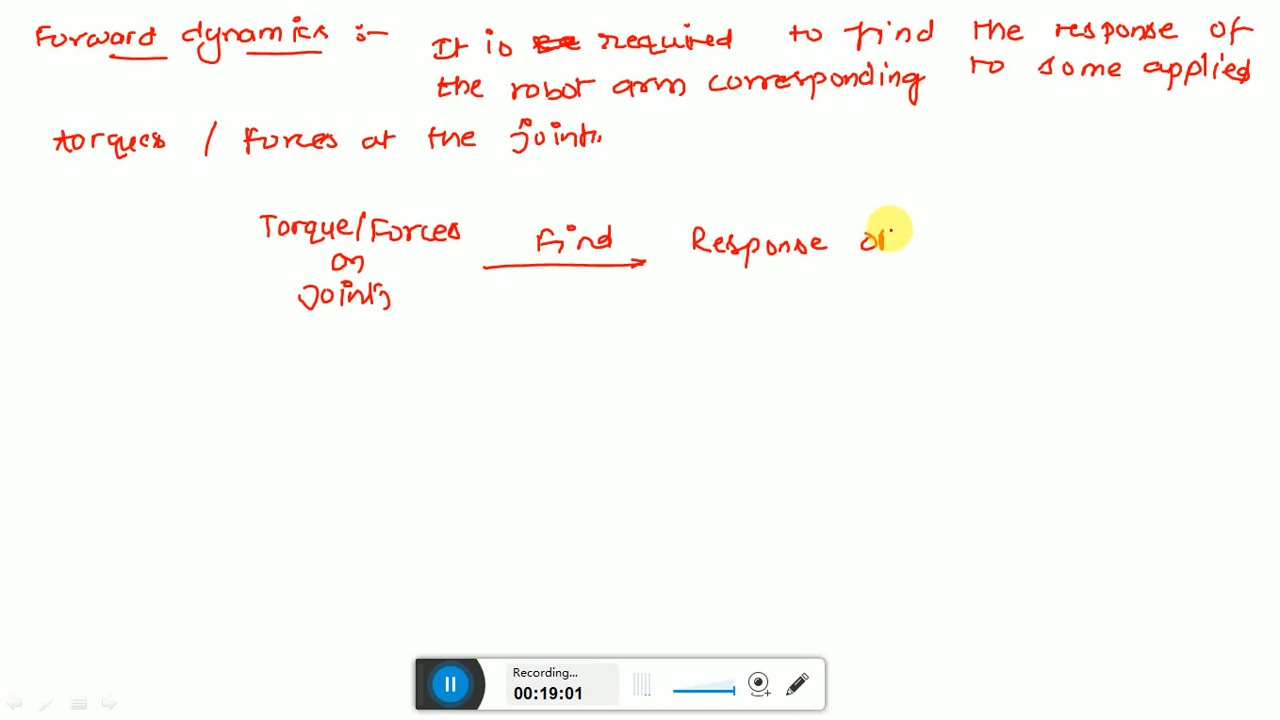 Forward dynamics :- It is required to find the response of
the robot arm corresponding to some applied
torques / forces at the joints.
Torque/Forces
on
Joints
Find
Response of
Recording...
00:19:01